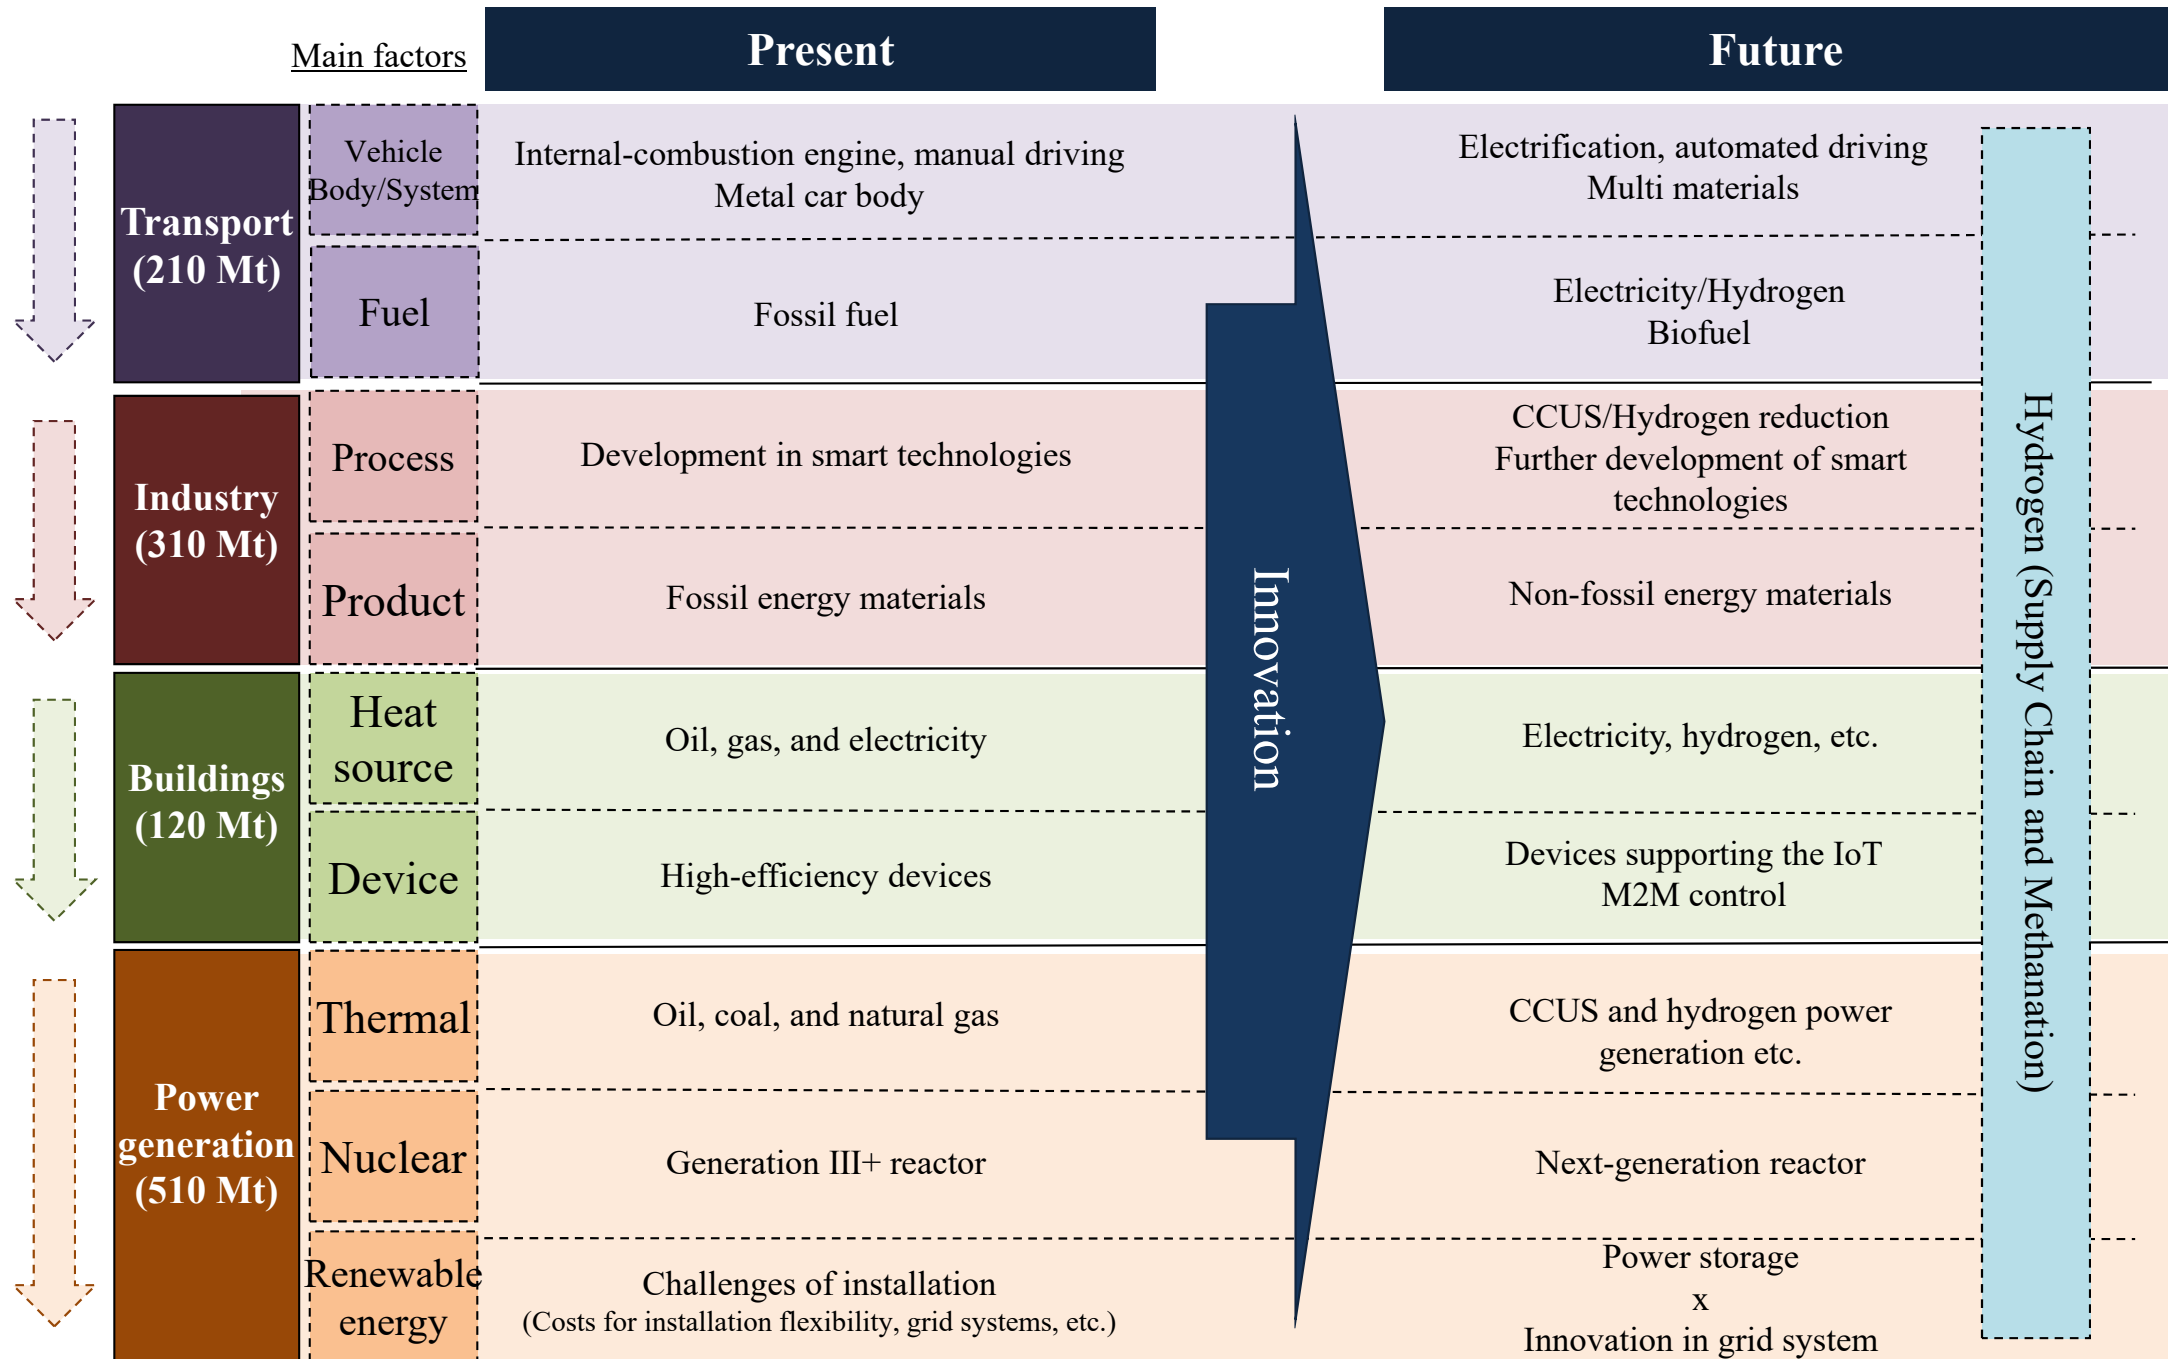 Main factors
Present
Future
Transport
(210 Mt)
Vehicle
Body/System
Internal-combustion engine, manual driving
Metal car body
Electrification, automated driving
Multi materials
Fuel
Fossil fuel
Electricity/Hydrogen
Biofuel
Industry
(310 Mt)
Process
Development in smart technologies
CCUS/Hydrogen reduction
Further development of smart
technologies
Product
Fossil energy materials
Non-fossil energy materials
Buildings
(120 Mt)
Heat
source
Oil, gas, and electricity
Electricity, hydrogen, etc.
Device
High-efficiency devices
Devices supporting the IoT
M2M control
Power
generation
(510 Mt)
Thermal
Oil, coal, and natural gas
CCUS and hydrogen power
generation etc.
Nuclear
Generation III+ reactor
Next-generation reactor
Renewable
energy
Challenges of installation
(Costs for installation flexibility, grid systems, etc.)
Power storage
x
Innovation in grid system
Innovation
Hydrogen (Supply Chain and Methanation)